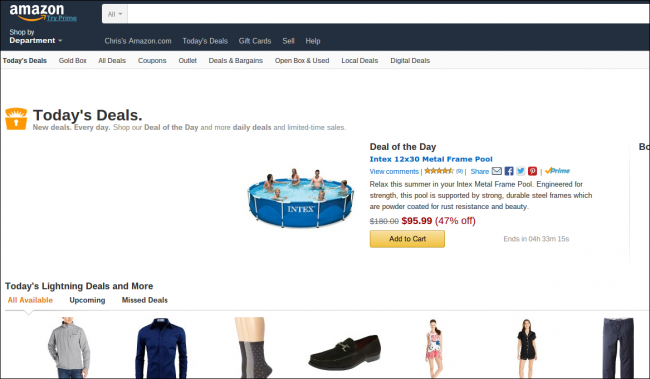 amazon
Try Prime
All
Shop by
Department
Chris's Amazon.com Today's Deals Gift Cards Sell Help
Today's Deals Gold Box All Deals Coupons Outlet Deals & Bargains Open Box & Used Local Deals Digital Deals
Today's Deals.
New deals. Every day. Shop our Deal of the Day and more daily deals and limited-time sales.
Deal of the Day
Bo
Intex 12x30 Metal Frame Pool
View comments | (9) | Share | Prime
Relax this summer in your Intex Metal Frame Pool. Engineered for
strength, this pool is supported by strong, durable steel frames which
are powder coated for rust resistance and beauty.
$180.00 $95.99 (47% off)
Add to Cart
Ends in 04h 33m 15s
INTEX
Today's Lightning Deals and More
All Available Upcoming Missed Deals